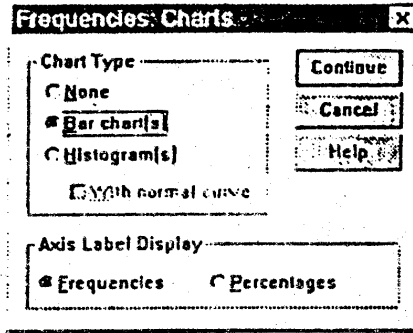 Frequencies: Charts
Chart Type
None
Bar chart[s]
Histogram[s]
With normal curve
Continue
Cancel
Help
Axis Label Display
Frequencies
Percentages